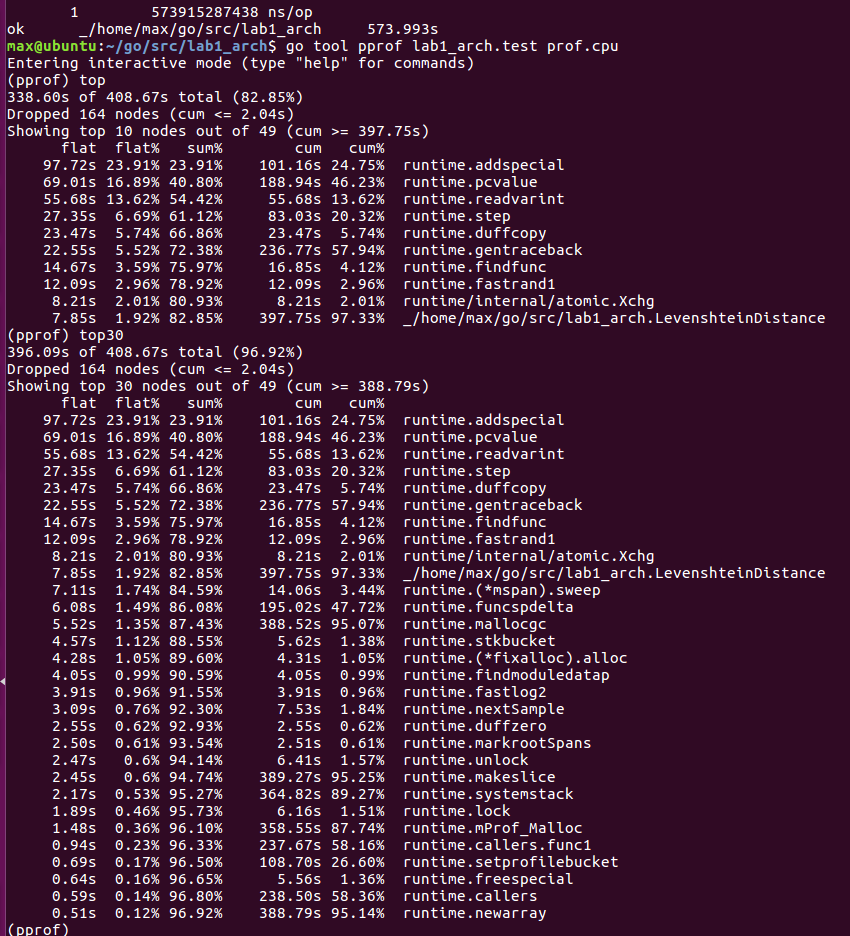 1        573915287438 ns/op
ok      _/home/max/go/src/lab1_arch     573.993s
max@ubuntu:~/go/src/lab1_arch$ go tool pprof lab1_arch.test prof.cpu
Entering interactive mode (type "help" for commands)
(pprof) top
338.60s of 408.67s total (82.85%)
Dropped 164 nodes (cum <= 2.04s)
Showing top 10 nodes out of 49 (cum >= 397.75s)
flat  flat%   sum%        cum   cum%
97.72s 23.91% 23.91%    101.16s 24.75%  runtime.addspecial
69.01s 16.89% 40.80%    188.94s 46.23%  runtime.pcvalue
55.68s 13.62% 54.42%     55.68s 13.62%  runtime.readvarint
27.35s  6.69% 61.12%     83.03s 20.32%  runtime.step
23.47s  5.74% 66.86%     23.47s  5.74%  runtime.duffcopy
22.55s  5.52% 72.38%    236.77s 57.94%  runtime.gentraceback
14.67s  3.59% 75.97%     16.85s  4.12%  runtime.findfunc
12.09s  2.96% 78.92%     12.09s  2.96%  runtime.fastrand1
8.21s  2.01% 80.93%      8.21s  2.01%  runtime/internal/atomic.Xchg
7.85s  1.92% 82.85%    397.75s 97.33%  _/home/max/go/src/lab1_arch.LevenshteinDistance
(pprof) top30
396.09s of 408.67s total (96.92%)
Dropped 164 nodes (cum <= 2.04s)
Showing top 30 nodes out of 49 (cum >= 388.79s)
flat  flat%   sum%        cum   cum%
97.72s 23.91% 23.91%    101.16s 24.75%  runtime.addspecial
69.01s 16.89% 40.80%    188.94s 46.23%  runtime.pcvalue
55.68s 13.62% 54.42%     55.68s 13.62%  runtime.readvarint
27.35s  6.69% 61.12%     83.03s 20.32%  runtime.step
23.47s  5.74% 66.86%     23.47s  5.74%  runtime.duffcopy
22.55s  5.52% 72.38%    236.77s 57.94%  runtime.gentraceback
14.67s  3.59% 75.97%     16.85s  4.12%  runtime.findfunc
12.09s  2.96% 78.92%     12.09s  2.96%  runtime.fastrand1
8.21s  2.01% 80.93%      8.21s  2.01%  runtime/internal/atomic.Xchg
7.85s  1.92% 82.85%    397.75s 97.33%  _/home/max/go/src/lab1_arch.LevenshteinDistance
7.11s  1.74% 84.59%     14.06s  3.44%  runtime.(*mspan).sweep
6.08s  1.49% 86.08%    195.02s 47.72%  runtime.funcspdelta
5.52s  1.35% 87.43%    388.52s 95.07%  runtime.mallocgc
4.57s  1.12% 88.55%      5.62s  1.38%  runtime.stkbucket
4.28s  1.05% 89.60%      4.31s  1.05%  runtime.(*fixalloc).alloc
4.05s  0.99% 90.59%      4.05s  0.99%  runtime.findmoduledatap
3.91s  0.96% 91.55%      3.91s  0.96%  runtime.fastlog2
3.09s  0.76% 92.30%      7.53s  1.84%  runtime.nextSample
2.55s  0.62% 92.93%      2.55s  0.62%  runtime.duffzero
2.50s  0.61% 93.54%      2.51s  0.61%  runtime.markrootSpans
2.47s   0.6% 94.14%      6.41s  1.57%  runtime.unlock
2.45s   0.6% 94.74%    389.27s 95.25%  runtime.makeslice
2.17s  0.53% 95.27%    364.82s 89.27%  runtime.systemstack
1.89s  0.46% 95.73%      6.16s  1.51%  runtime.lock
1.48s  0.36% 96.10%    358.55s 87.74%  runtime.mProf_Malloc
0.94s  0.23% 96.33%    237.67s 58.16%  runtime.callers.func1
0.69s  0.17% 96.50%    108.70s 26.60%  runtime.setprofilebucket
0.64s  0.16% 96.65%      5.56s  1.36%  runtime.freespecial
0.59s  0.14% 96.80%    238.50s 58.36%  runtime.callers
0.51s  0.12% 96.92%    388.79s 95.14%  runtime.newarray
(pprof)